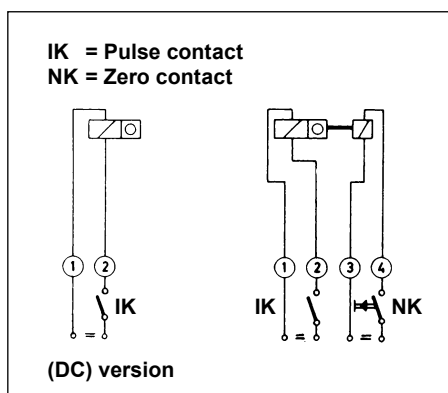 IK = Pulse contact
NK = Zero contact
1 2 1 2 3 4
IK IK NK
= = =
(DC) version